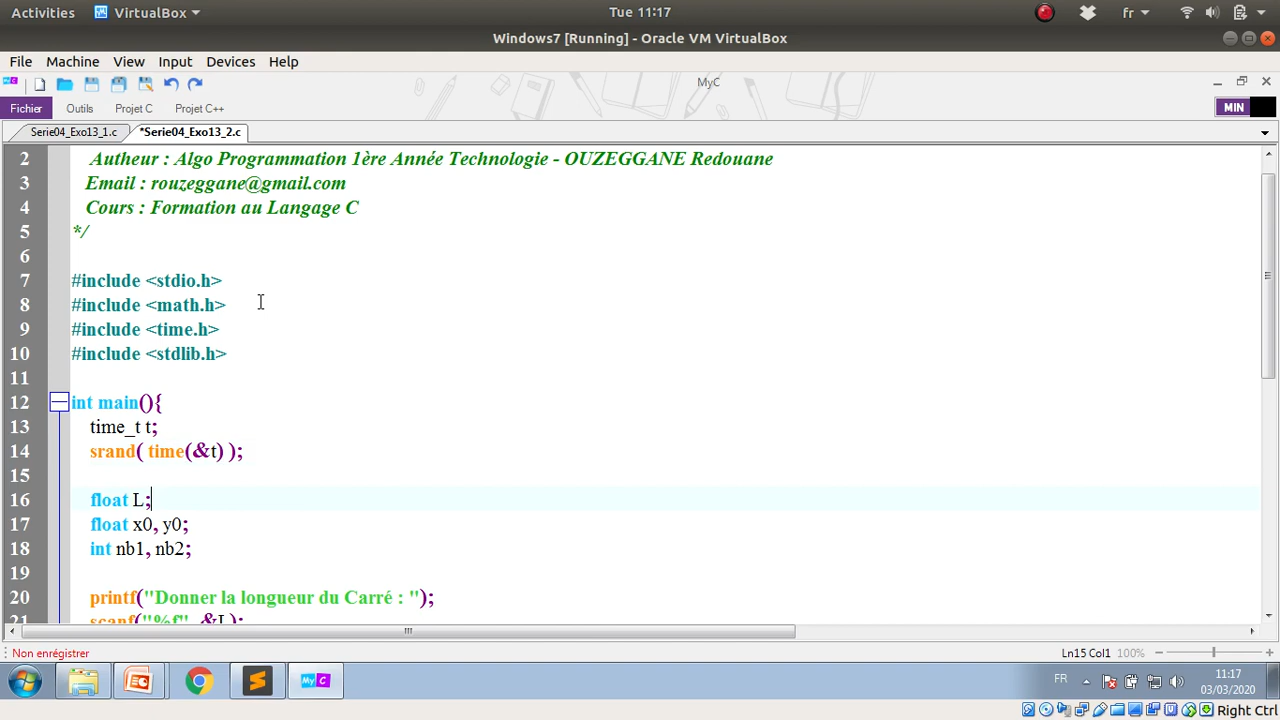 Activities VirtualBox Tue 11:17 fr
Windows7 [Running] - Oracle VM VirtualBox
File Machine View Input Devices Help
MyC
Fichier Outils Projet C Projet C++ MIN
Serie04_Exo13_1.c *Serie04_Exo13_2.c
2 Autheur : Algo Programmation 1ère Année Technologie - OUZEGGANE Redouane
3 Email : rouzeggane@gmail.com
4 Cours : Formation au Langage C
5 */
6
7 #include <stdio.h>
8 #include <math.h>
9 #include <time.h>
10 #include <stdlib.h>
11
12 int main(){
13 time_t t;
14 srand( time(&t) );
15
16 float L;
17 float x0, y0;
18 int nb1, nb2;
19
20 printf("Donner la longueur du Carré : ");
21 scanf("%f", &L);
Non enregistrer Ln15 Col1 100%
MyC FR 11:17
03/03/2020
Right Ctrl